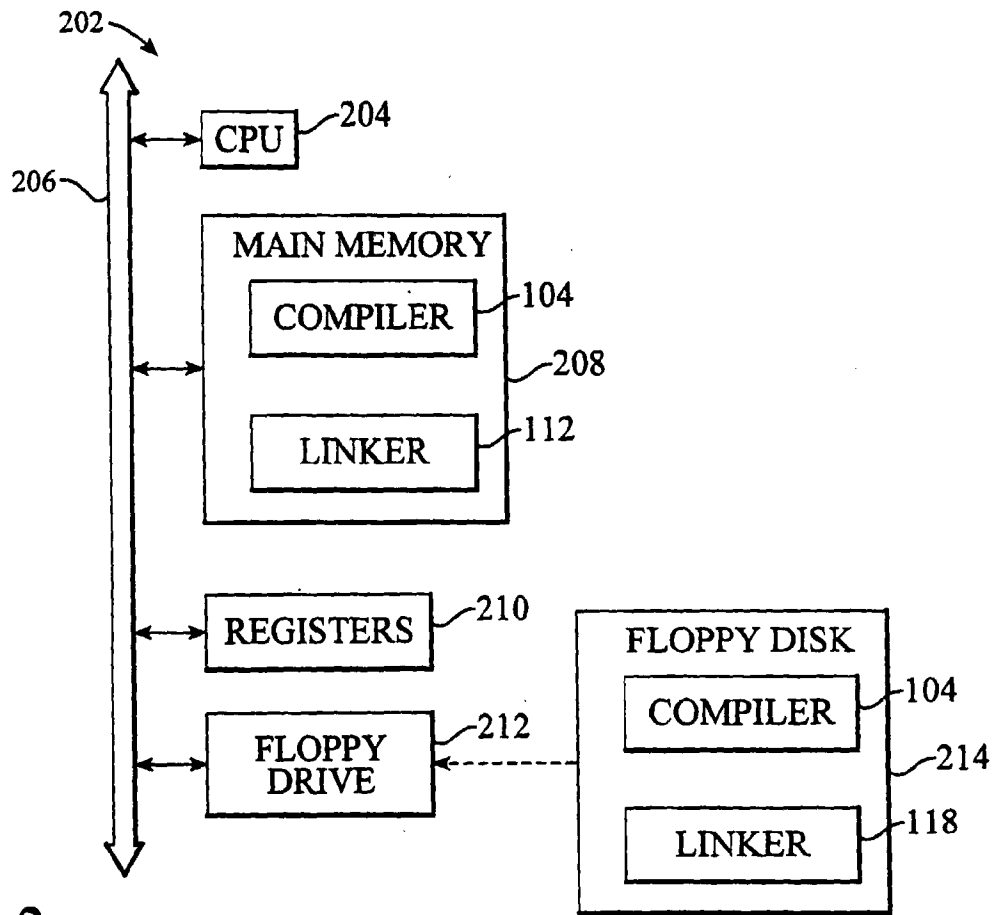 202
206
CPU
204
MAIN MEMORY
COMPILER
104
208
LINKER
112
REGISTERS
210
FLOPPY
DRIVE
212
FLOPPY DISK
COMPILER
104
214
LINKER
118